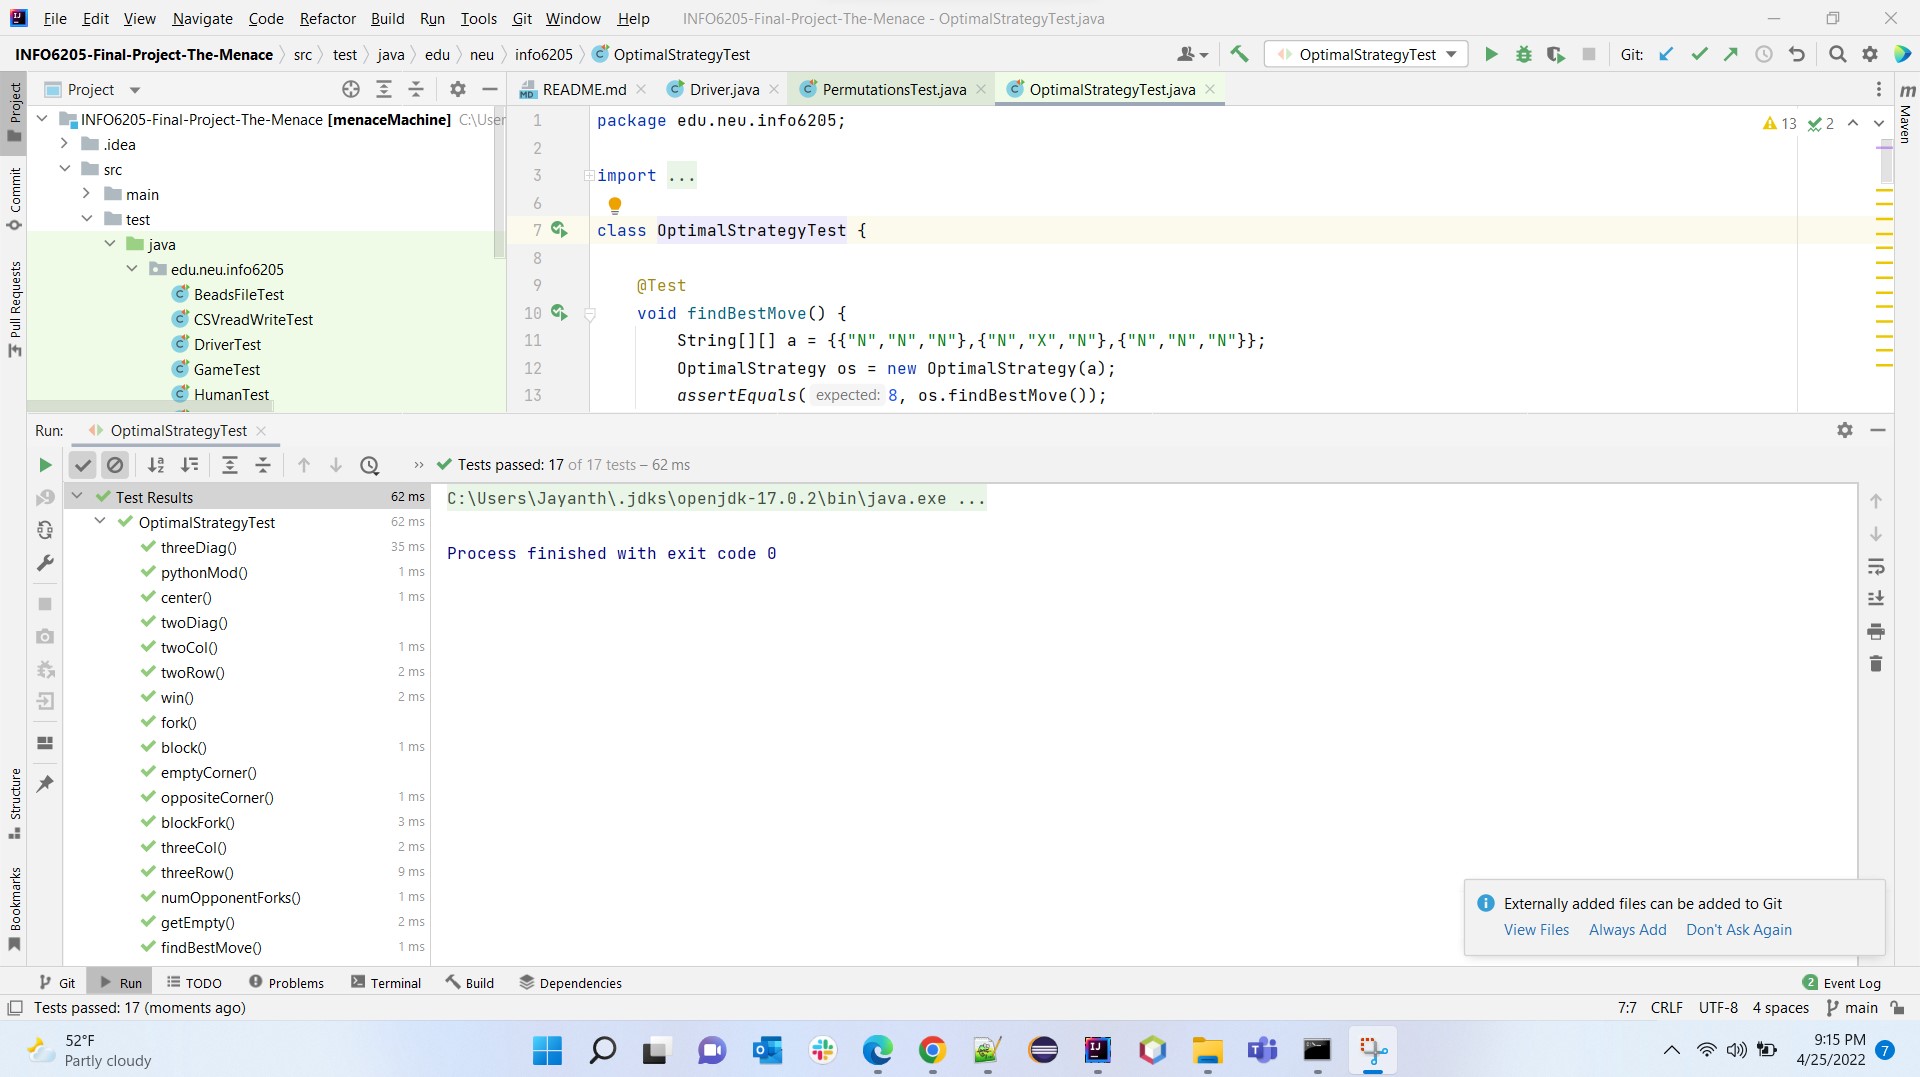 File Edit View Navigate Code Refactor Build Run Tools Git Window Help INFO6205-Final-Project-The-Menace - OptimalStrategyTest.java
INFO6205-Final-Project-The-Menace src test java edu neu info6205 OptimalStrategyTest OptimalStrategyTest Git:
Project README.md Driver.java PermutationsTest.java OptimalStrategyTest.java
Project
Commit
Pull Requests
Structure
Bookmarks
Maven
INFO6205-Final-Project-The-Menace [menaceMachine] C:\User
.idea
src
main
test
java
edu.neu.info6205
BeadsFileTest
CSVreadWriteTest
DriverTest
GameTest
HumanTest
13 2
1 package edu.neu.info6205;
2
3 import ...
6
7 class OptimalStrategyTest {
8
9 @Test
10 void findBestMove() {
11 String[][] a = {{"N","N","N"},{"N","X","N"},{"N","N","N"}};
12 OptimalStrategy os = new OptimalStrategy(a);
13 assertEquals( expected: 8, os.findBestMove());
Run: OptimalStrategyTest
Tests passed: 17 of 17 tests – 62 ms
Test Results 62 ms
OptimalStrategyTest 62 ms
threeDiag() 35 ms
pythonMod() 1 ms
center() 1 ms
twoDiag()
twoCol() 1 ms
twoRow() 2 ms
win() 2 ms
fork()
block() 1 ms
emptyCorner()
oppositeCorner() 1 ms
blockFork() 3 ms
threeCol() 2 ms
threeRow() 9 ms
numOpponentForks() 1 ms
getEmpty() 2 ms
findBestMove() 1 ms
C:\Users\Jayanth\.jdks\openjdk-17.0.2\bin\java.exe ...
Process finished with exit code 0
Externally added files can be added to Git
View Files Always Add Don't Ask Again
Git Run TODO Problems Terminal Build Dependencies 2 Event Log
Tests passed: 17 (moments ago) 7:7 CRLF UTF-8 4 spaces main
52°F
Partly cloudy
9:15 PM
4/25/2022
7